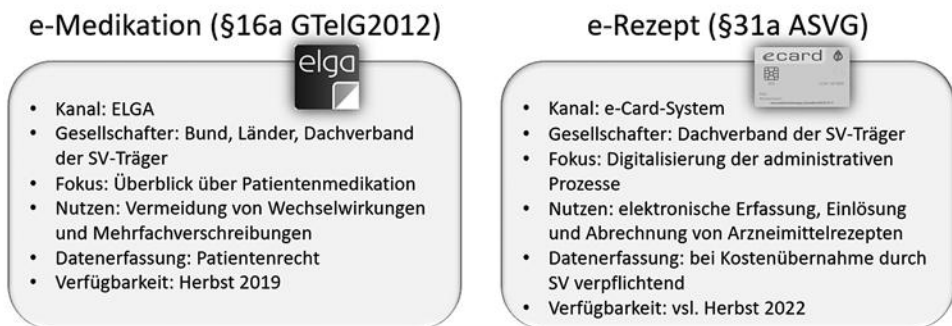 e-Medikation (§16a GTelG2012)
elga
• Kanal: ELGA
• Gesellschafter: Bund, Länder, Dachverband
der SV-Träger
• Fokus: Überblick über Patientenmedikation
• Nutzen: Vermeidung von Wechselwirkungen
und Mehrfachverschreibungen
• Datenerfassung: Patientenrecht
• Verfügbarkeit: Herbst 2019
e-Rezept (§31a ASVG)
ecard
• Kanal: e-Card-System
• Gesellschafter: Dachverband der SV-Träger
• Fokus: Digitalisierung der administrativen
Prozesse
• Nutzen: elektronische Erfassung, Einlösung
und Abrechnung von Arzneimittelrezepten
• Datenerfassung: bei Kostenübernahme durch
SV verpflichtend
• Verfügbarkeit: vsl. Herbst 2022